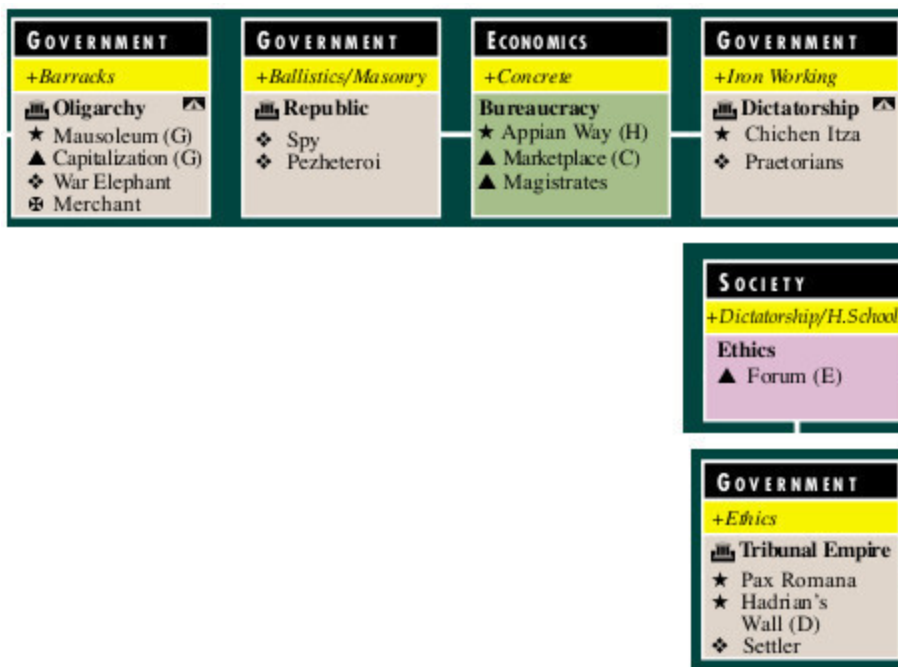 GOVERNMENT
+Barracks
Oligarchy
Mausoleum (G)
Capitalization (G)
War Elephant
Merchant
GOVERNMENT
+Ballistics/Masonry
Republic
Spy
Pezheteroi
ECONOMICS
+Concrete
Bureaucracy
Appian Way (H)
Marketplace (C)
Magistrates
GOVERNMENT
+Iron Working
Dictatorship
Chichen Itza
Praetorians
SOCIETY
+Dictatorship/H.School
Ethics
Forum (E)
GOVERNMENT
+Ethics
Tribunal Empire
Pax Romana
Hadrian's
Wall (D)
Settler